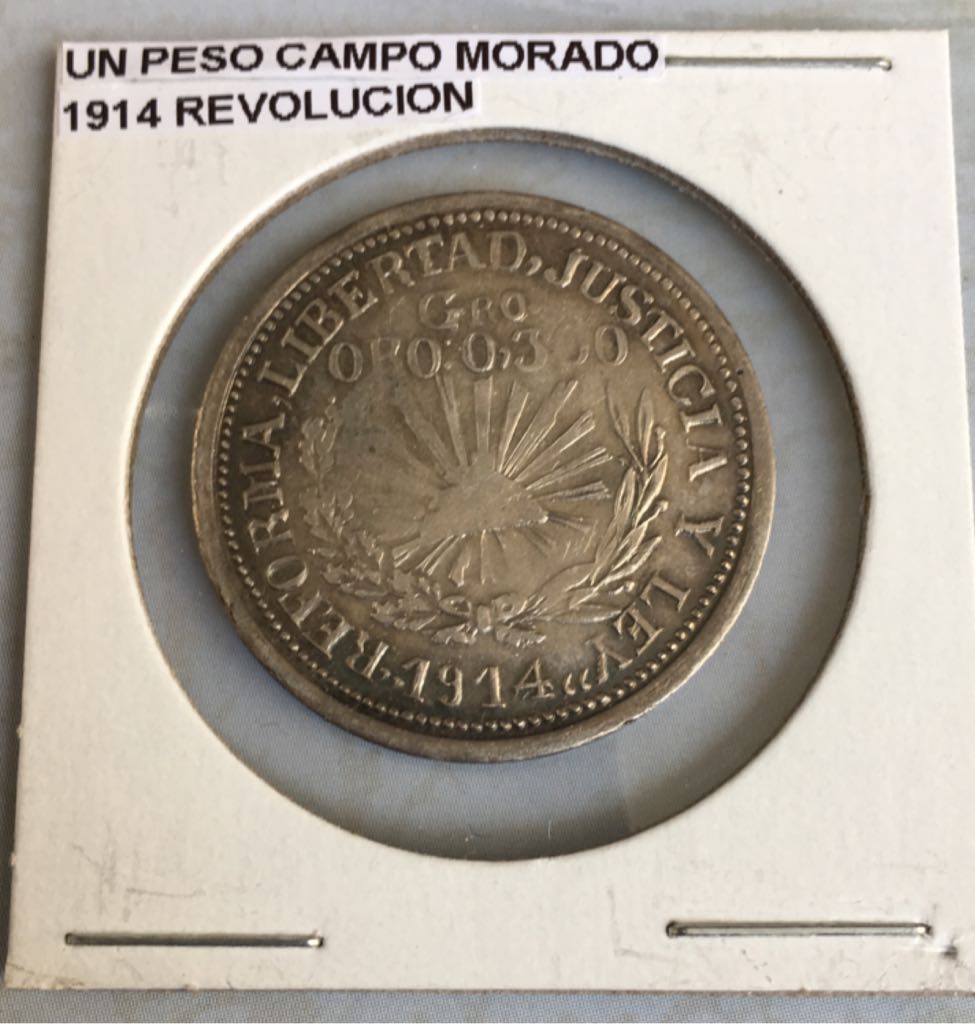 UN PESO CAMPO MORADO
1914 REVOLUCION
"REFORMA, LIBERTAD, JUSTICIA Y LEY"
GRO
ORO: 0,300
1914